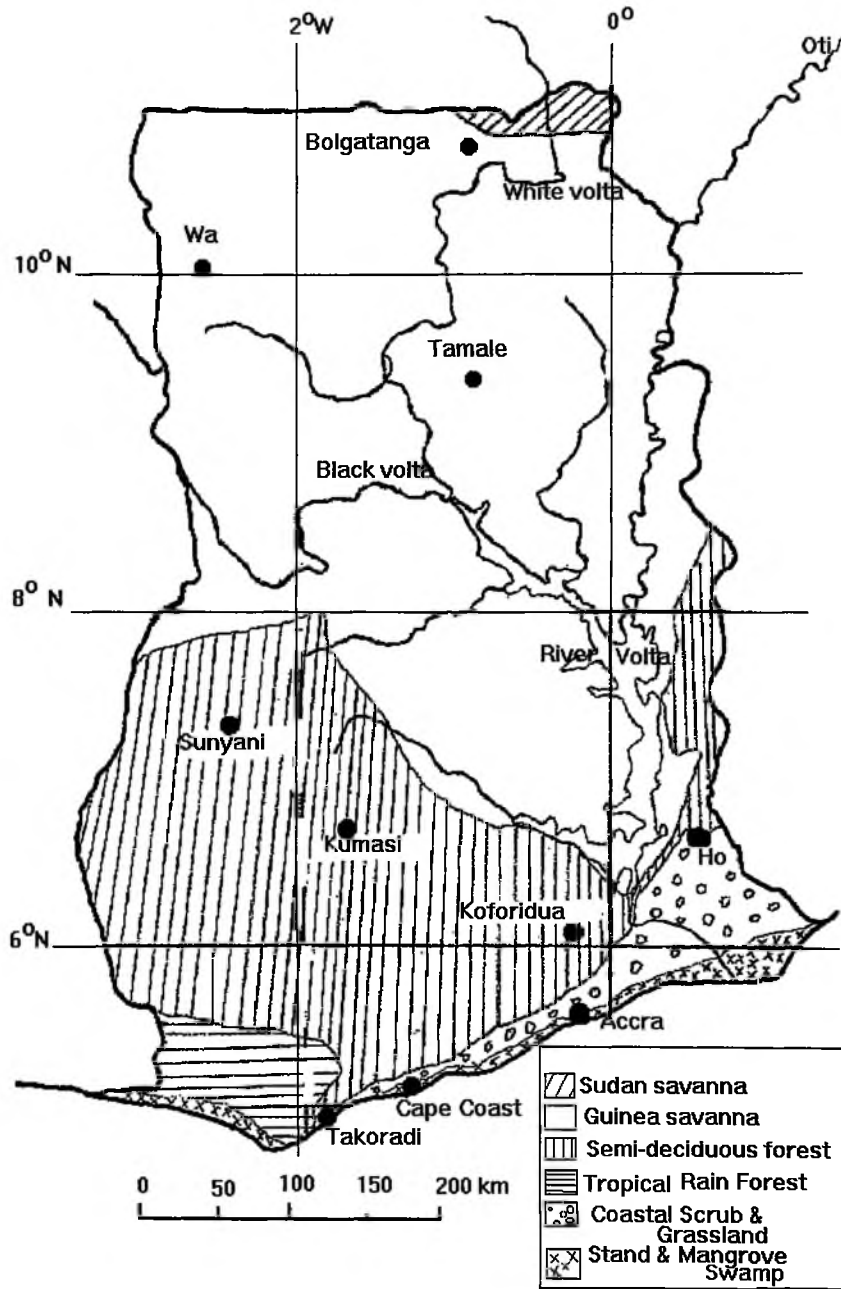 2°W
0°
Oti
Bolgatanga
White volta
Wa
10°N
Tamale
Black volta
8°N
River Volta
Sunyani
Kumasi
Ho
Koforidua
6°N
Accra
Cape Coast
Takoradi
0 50 100 150 200 km
Sudan savanna
Guinea savanna
Semi-deciduous forest
Tropical Rain Forest
Coastal Scrub &
Grassland
Stand & Mangrove
Swamp